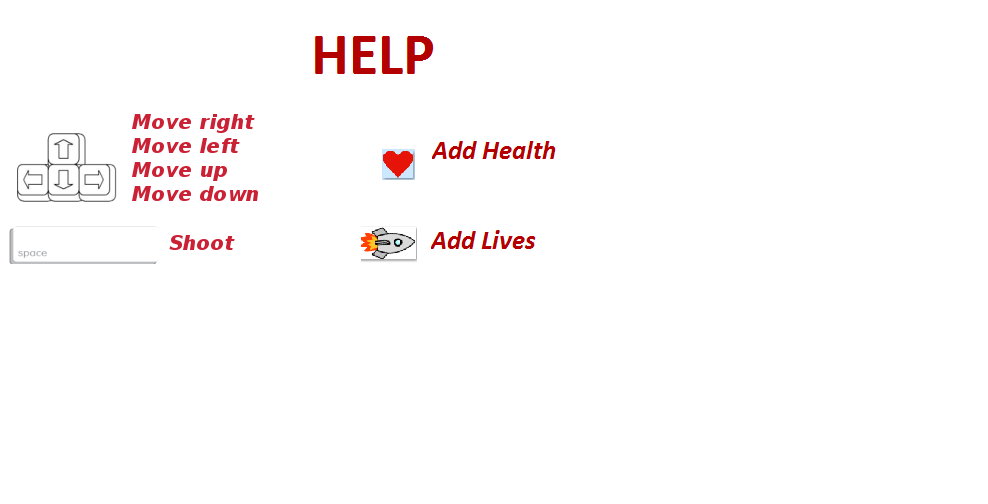 HELP
Move right
Move left
Move up
Move down
space
Shoot
Add Health
Add Lives